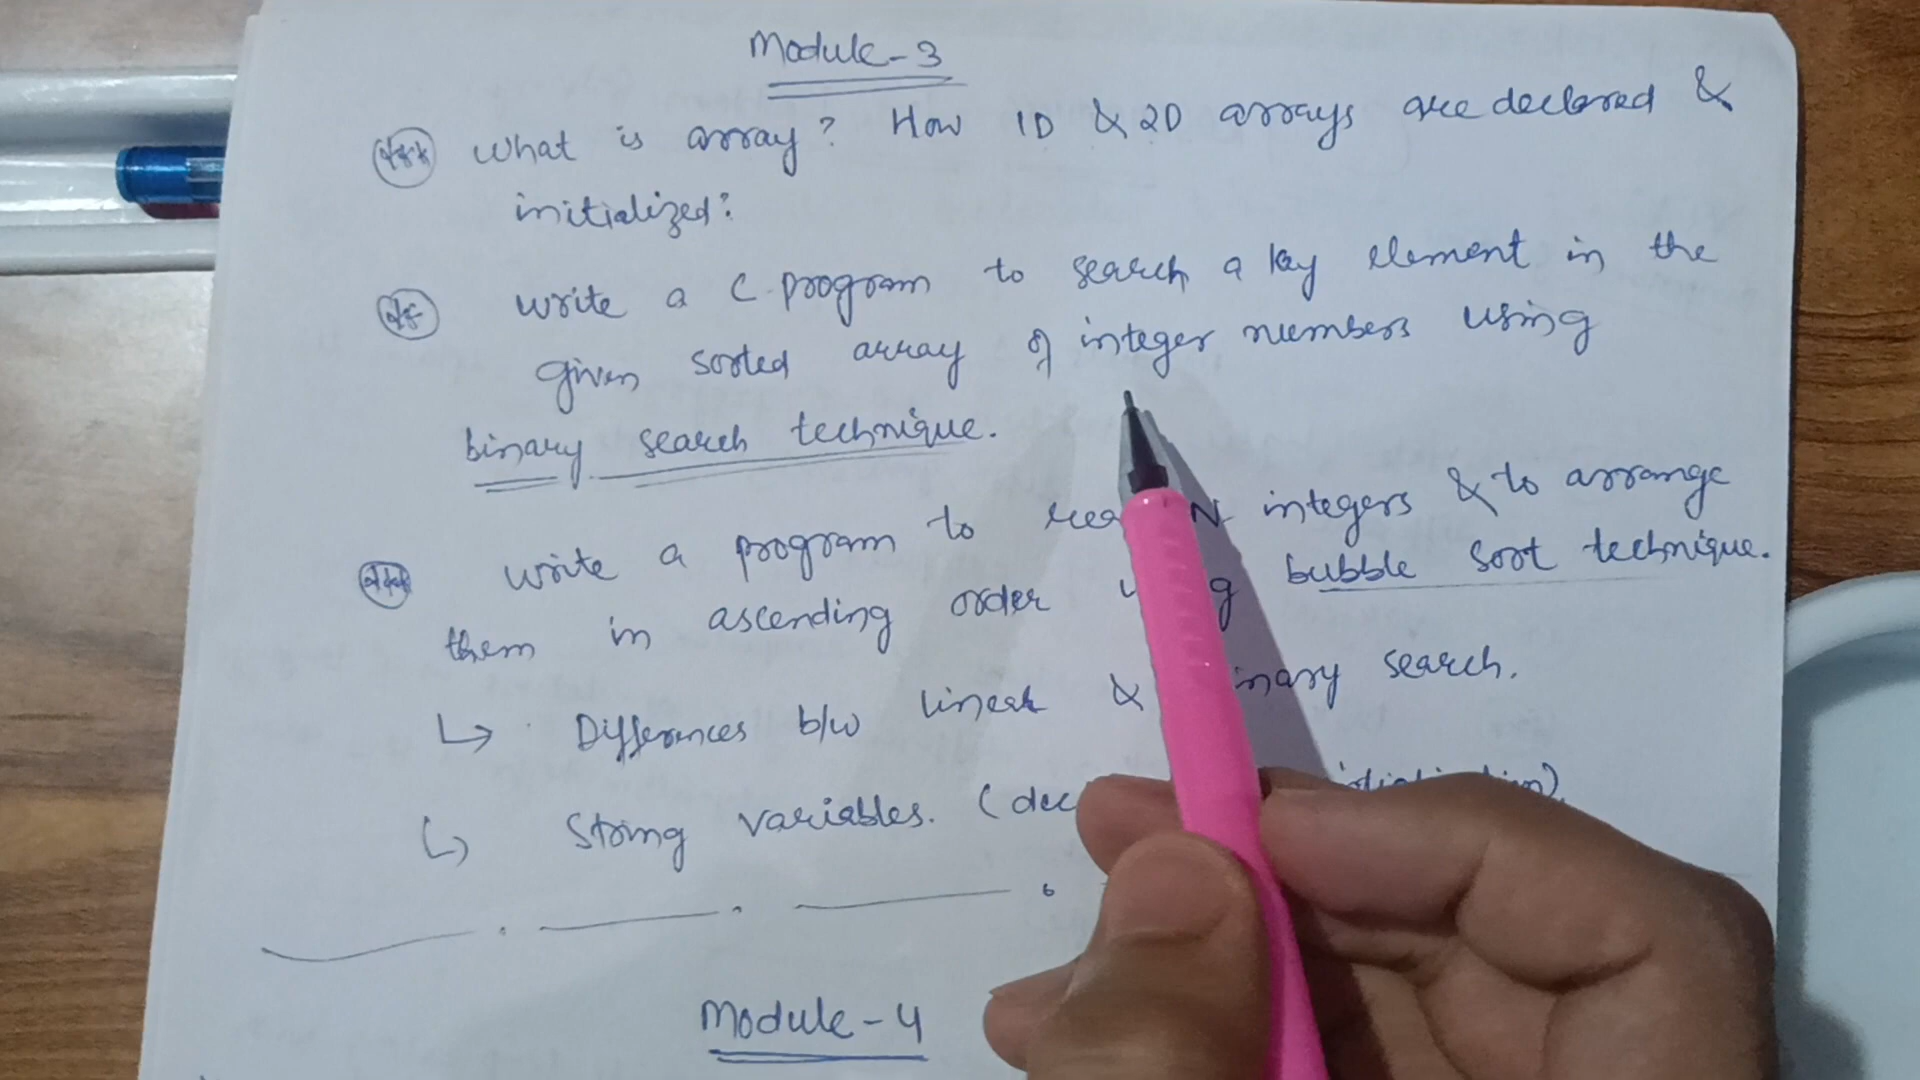 Module-3
*** What is array? How 1D & 2D arrays are declared &
initialized?
** Write a C program to search a key element in the
given sorted array of integer numbers using
binary search technique.
*** Write a program to N integers & to arrange
them in ascending order bubble sort technique.
↳ Differences b/w linear & search.
↳ String variables. (
Module-4